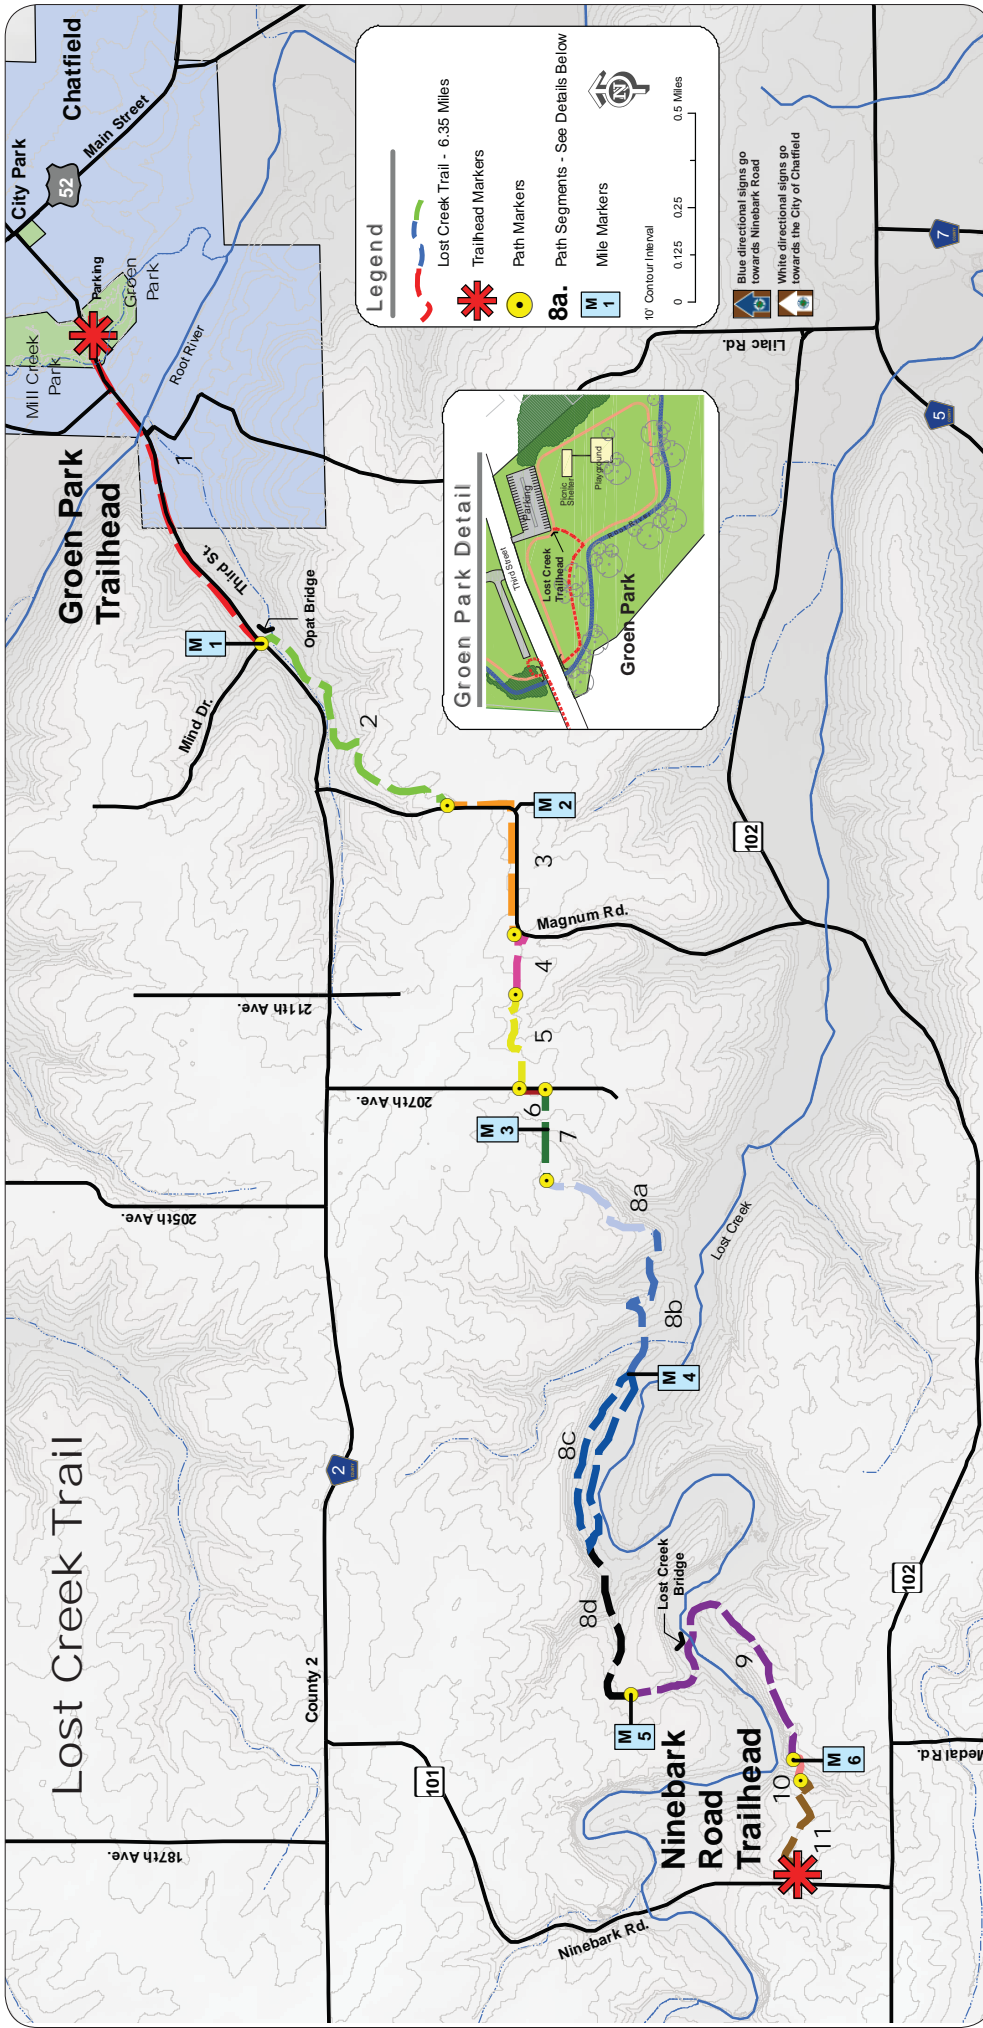 Lost Creek Trail
Chatfield
City Park
Main Street
52
Parking
Groen
Park
Mill Creek
Park
Root River
Groen Park
Trailhead
1
Third St.
Opat Bridge
M
1
Mind Dr.
2
M
2
3
Magnum Rd.
4
211th Ave.
5
207th Ave.
6
M
3
7
205th Ave.
8a
Lost Creek
8b
M
4
8c
2
COUNTY
County 2
8d
Lost Creek
Bridge
M
5
9
Ninebark
Road
Trailhead
M
6
10
11
101
187th Ave.
Ninebark Rd.
Medal Rd.
102
102
Lilac Rd.
7
5
Legend
Lost Creek Trail - 6.35 Miles
Trailhead Markers
Path Markers
8a. Path Segments - See Details Below
M
1
Mile Markers
N
10' Contour Interval
0 0.125 0.25 0.5 Miles
Blue directional signs go
towards Ninebark Road
White directional signs go
towards the City of Chatfield
Groen Park Detail
Third Street
Parking
Picnic
Shelter
Playground
Lost Creek
Trailhead
Groen Park